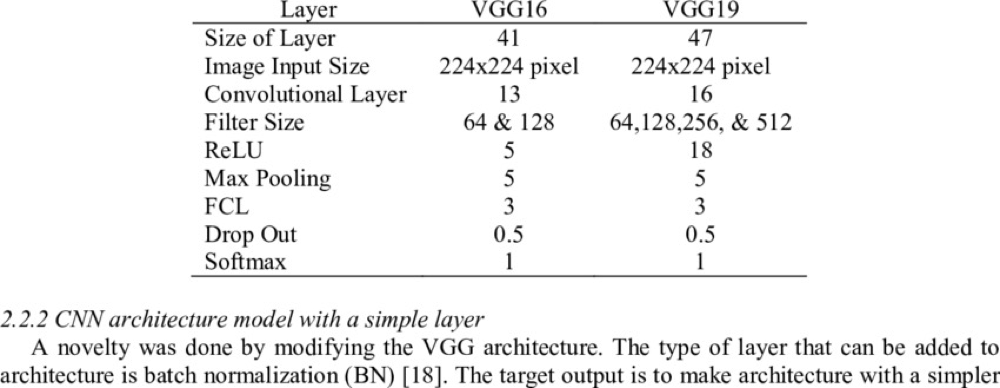 Layer VGG16 VGG19
Size of Layer 41 47
Image Input Size 224x224 pixel 224x224 pixel
Convolutional Layer 13 16
Filter Size 64 & 128 64,128,256, & 512
ReLU 5 18
Max Pooling 5 5
FCL 3 3
Drop Out 0.5 0.5
Softmax 1 1
2.2.2 CNN architecture model with a simple layer
A novelty was done by modifying the VGG architecture. The type of layer that can be added to
architecture is batch normalization (BN) [18]. The target output is to make architecture with a simpler